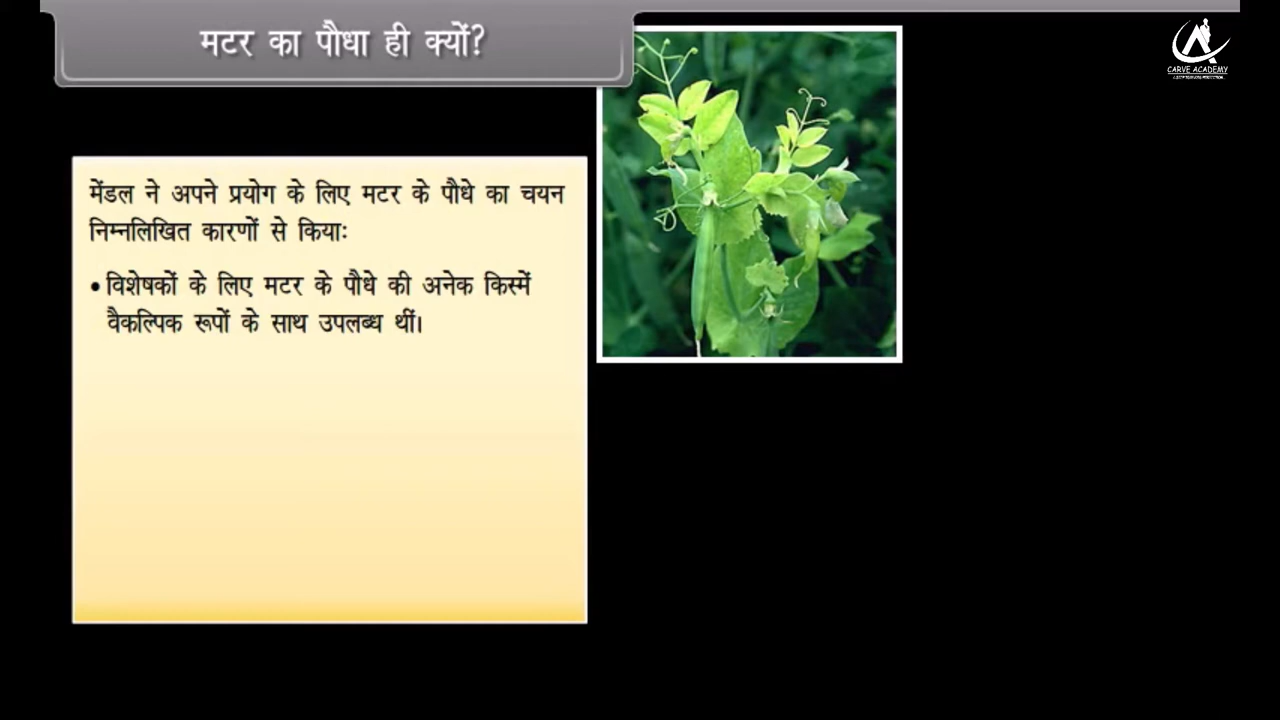 मटर का पौधा ही क्यों?
CARVE ACADEMY
मेंडल ने अपने प्रयोग के लिए मटर के पौधे का चयन
निम्नलिखित कारणों से कियाः
• विशेषकों के लिए मटर के पौधे की अनेक किस्में
वैकल्पिक रूपों के साथ उपलब्ध थीं।